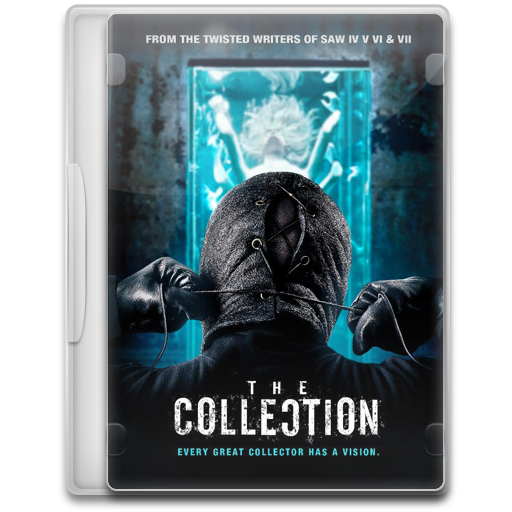 FROM THE TWISTED WRITERS OF SAW IV V VI & VII
THE
COLLECTION
EVERY GREAT COLLECTOR HAS A VISION.